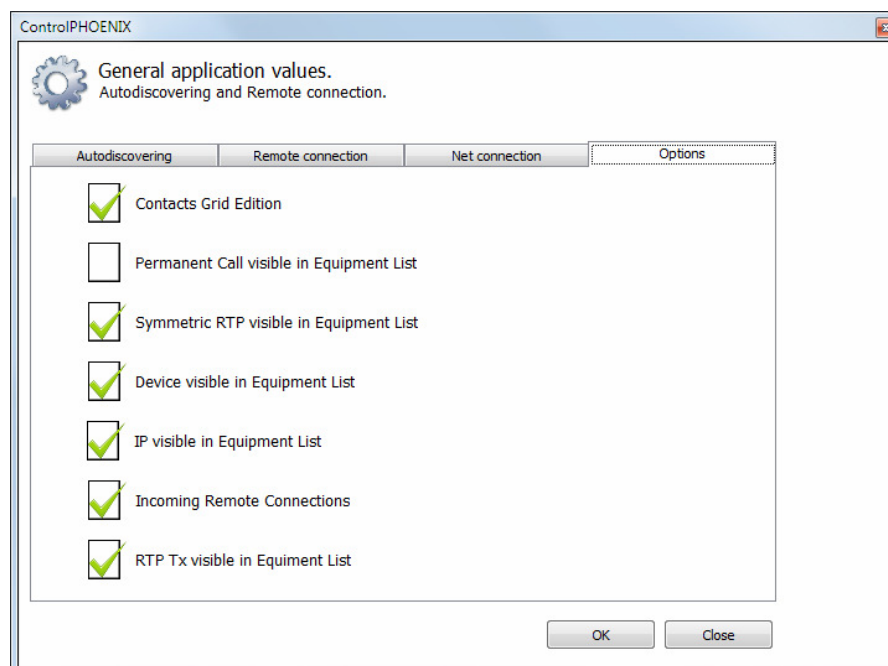 ControlPHOENIX
General application values.
Autodiscovering and Remote connection.
Autodiscovering Remote connection Net connection Options
Contacts Grid Edition
Permanent Call visible in Equipment List
Symmetric RTP visible in Equipment List
Device visible in Equipment List
IP visible in Equipment List
Incoming Remote Connections
RTP Tx visible in Equiment List
OK Close